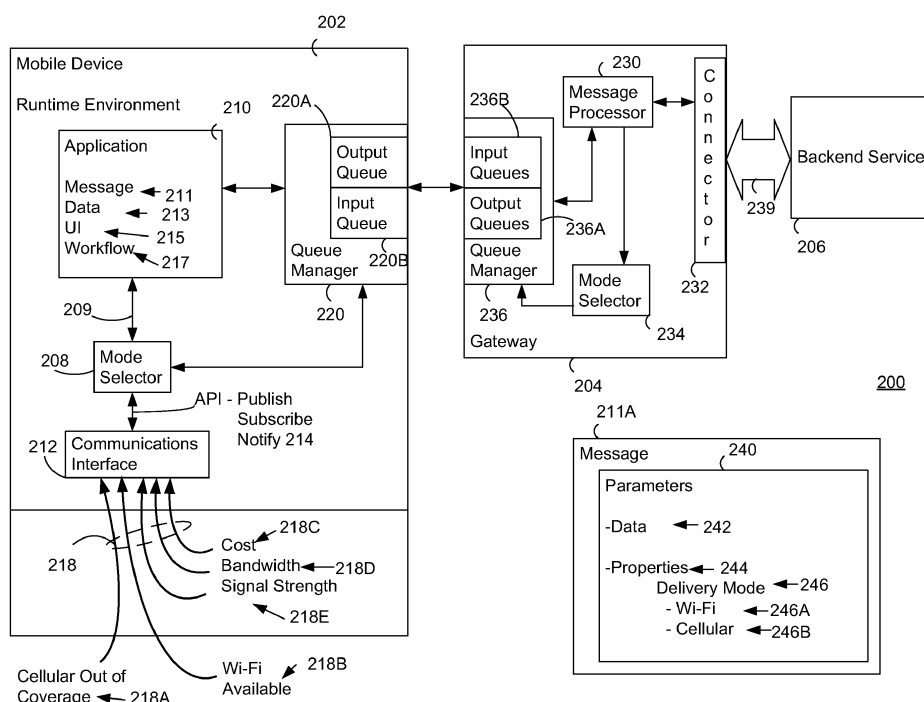 202
Mobile Device
Runtime Environment
210
220A
Application
Message
211
Data
213
UI
215
Workflow
217
Output
Queue
Input
Queue
220B
Queue
Manager
220
209
208
Mode
Selector
API - Publish
Subscribe
Notify 214
212
Communications
Interface
218
Cost
218C
Bandwidth
218D
Signal Strength
218E
Cellular Out of
Coverage
218A
Wi-Fi
Available
218B
230
236B
Message
Processor
Input
Queues
Output
Queues
236A
Queue
Manager
236
Mode
Selector
234
Gateway
204
Connector
232
239
Backend Service
206
200
211A
Message
240
Parameters
-Data
242
-Properties
244
Delivery Mode
246
- Wi-Fi
246A
- Cellular
246B